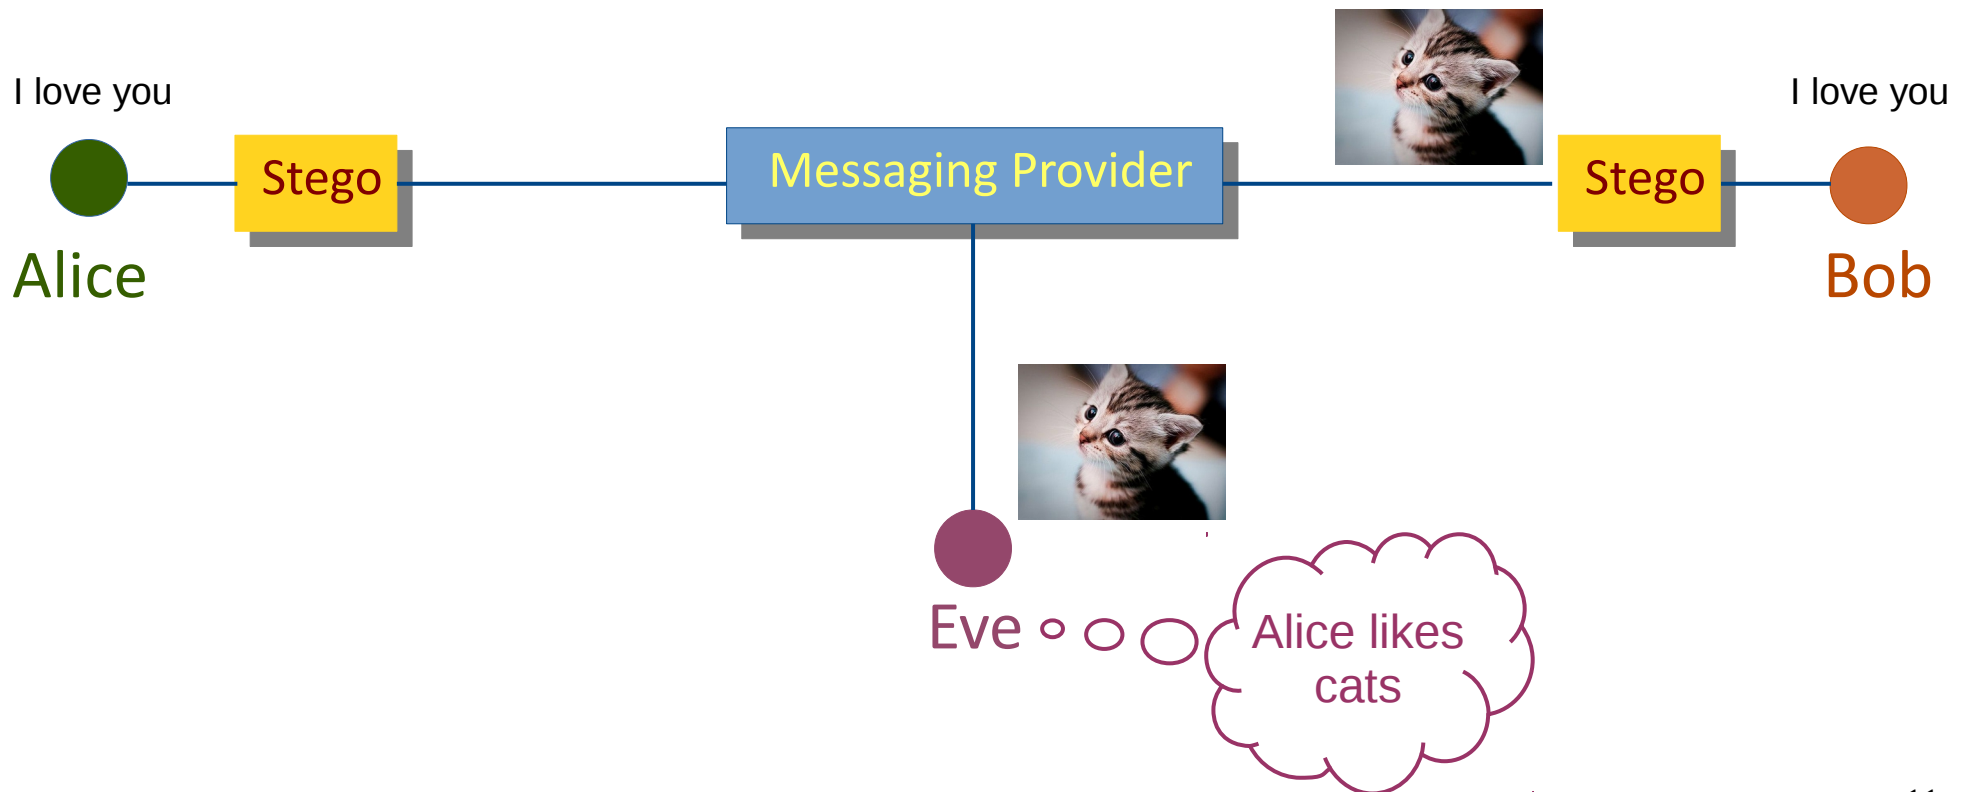 I love you
I love you
Stego
Messaging Provider
Stego
Alice
Bob
Eve
Alice likes
cats